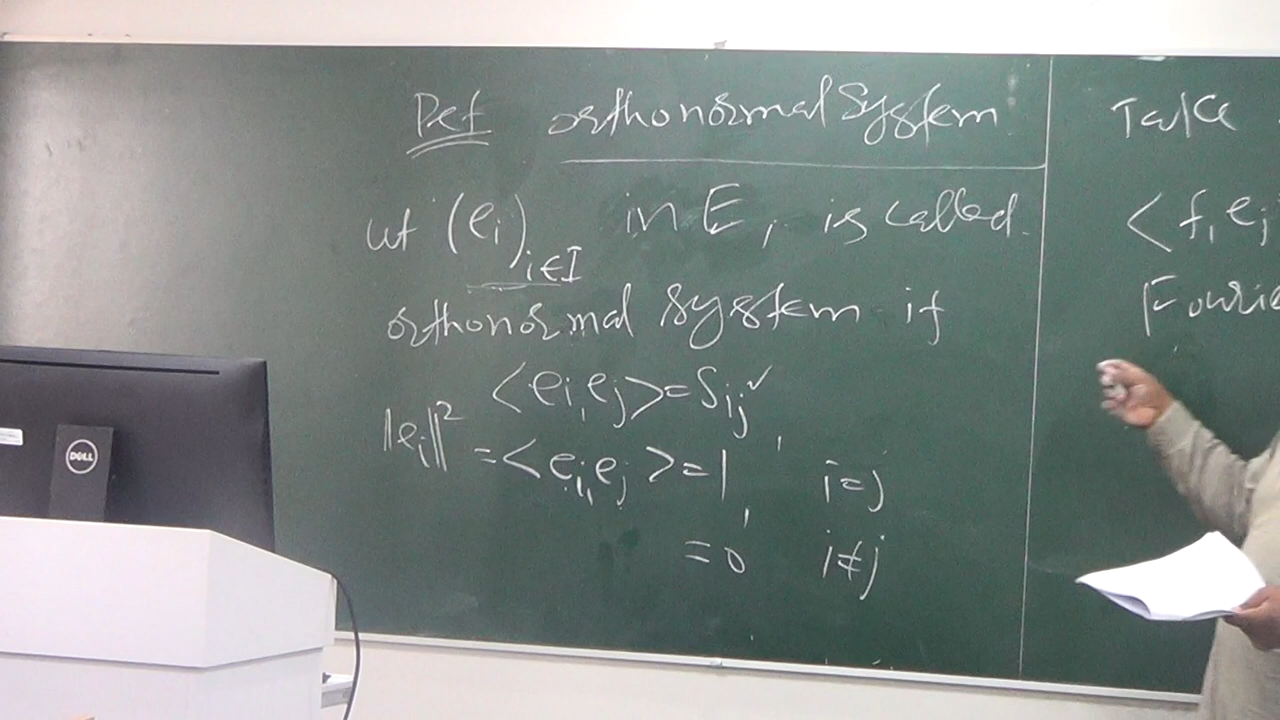 Def orthonormal System
let (ei)i∈I in E, is called
orthonormal system if
<ei,ej>=δij✓
||ei||² =<ei,ej>=1, i=j
=0, i≠j
Take
<f,ej
Fourie
DELL